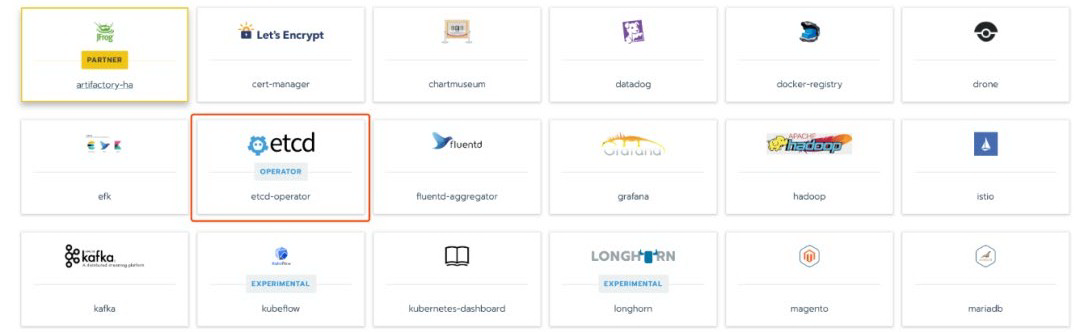 JFrog
Let's Encrypt
PARTNER
artifactory-ha
cert-manager
chartmuseum
datadog
docker-registry
drone
etcd
fluentd
Grafana
APACHE
hadoop
OPERATOR
efk
etcd-operator
fluentd-aggregator
grafana
hadoop
istio
kafka
A distributed streaming platform
Kubeflow
LONGHORN
EXPERIMENTAL
EXPERIMENTAL
kafka
kubeflow
kubernetes-dashboard
longhorn
magento
mariadb